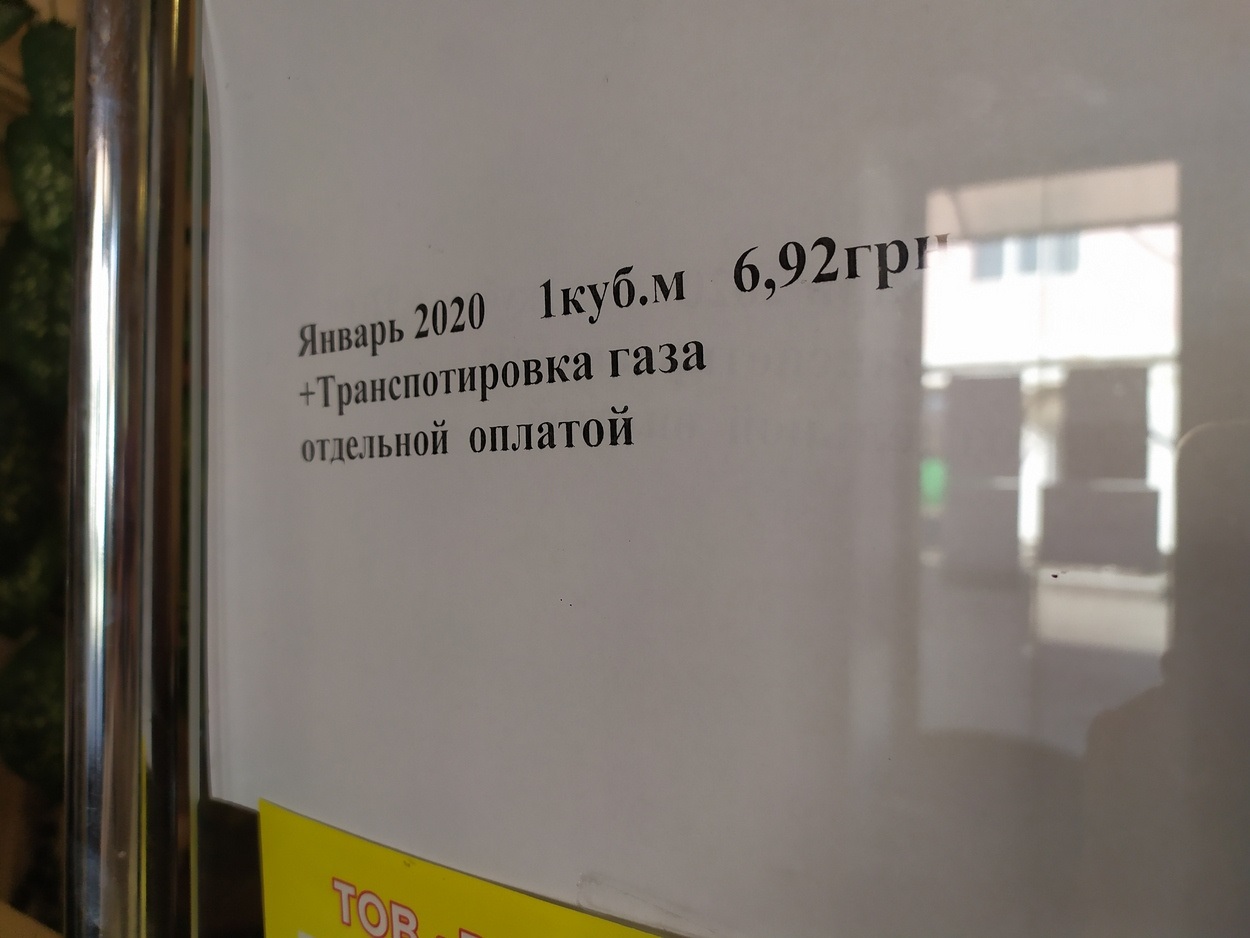 Январь 2020 1куб.м 6,92грн
+Транспотировка газа
отдельной оплатой
ТОВ